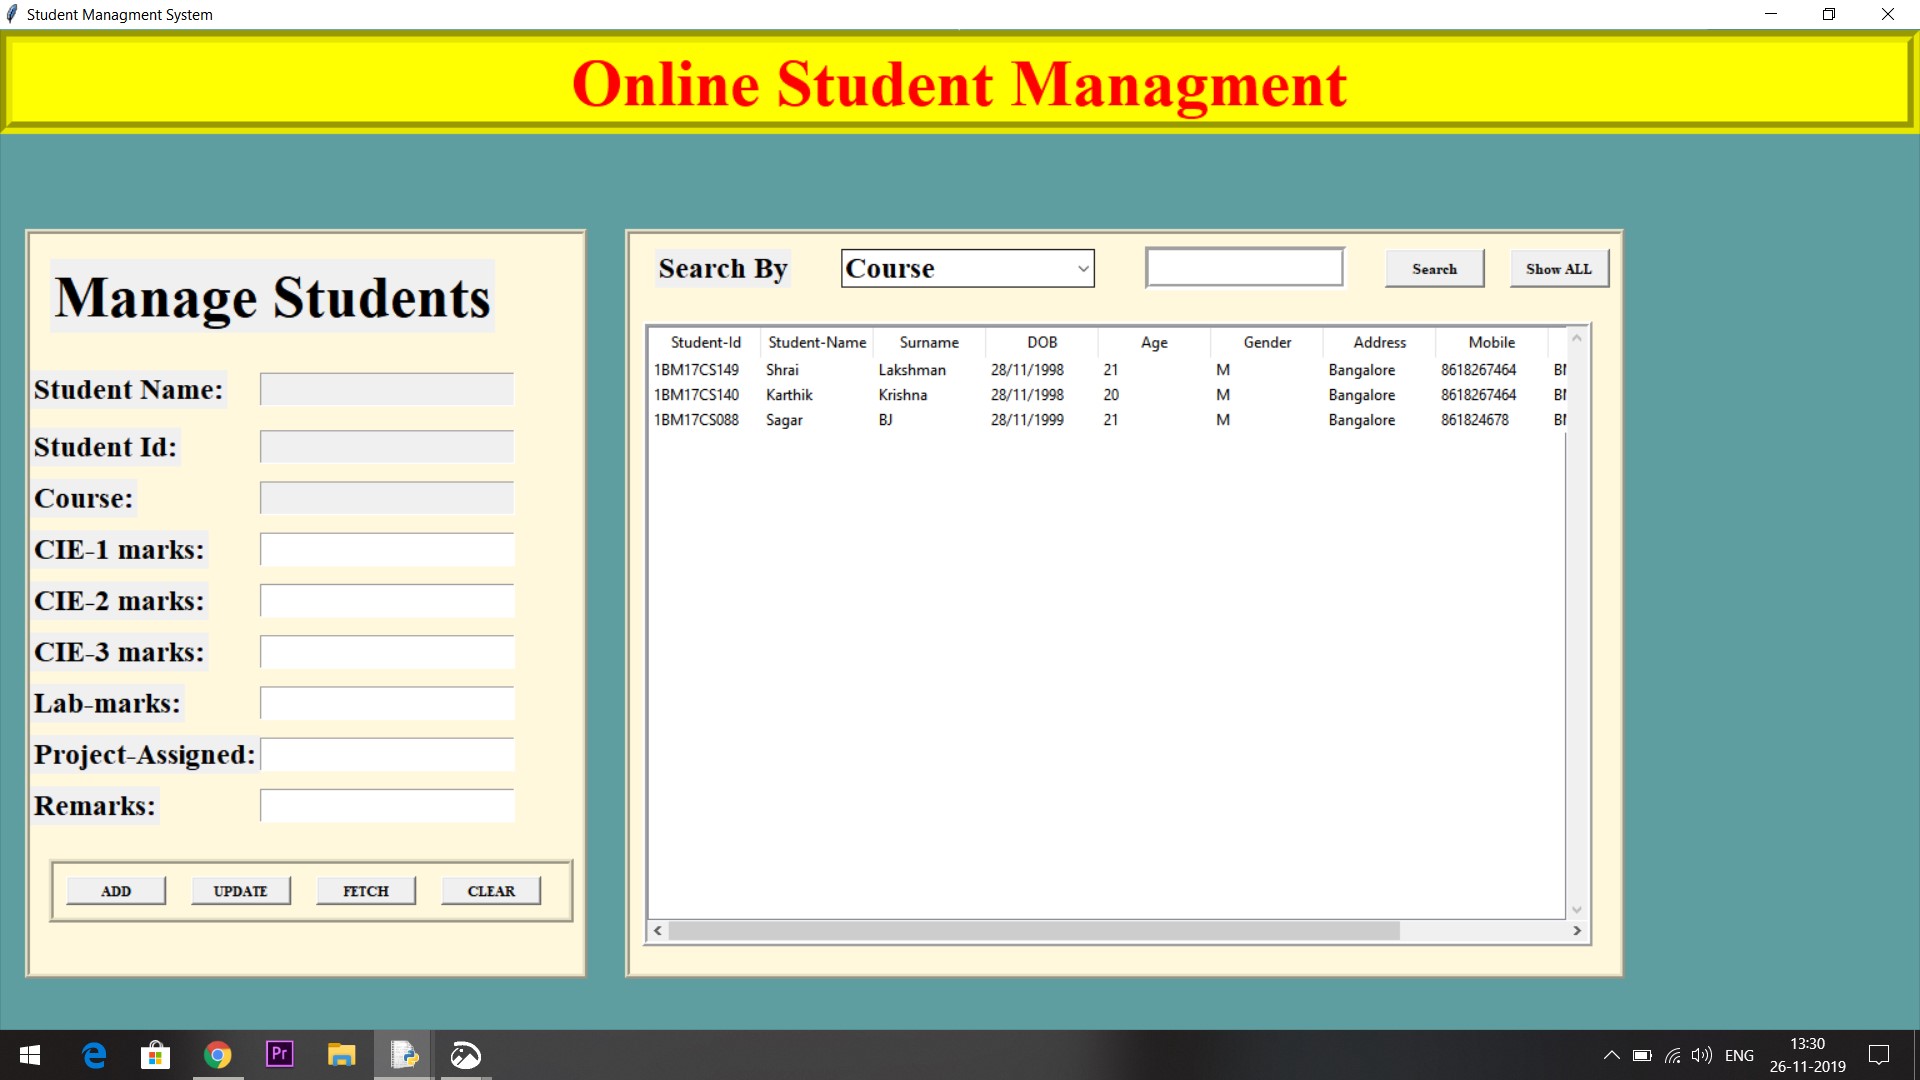 Student Managment System
Online Student Managment
Manage Students
Student Name:
Student Id:
Course:
CIE-1 marks:
CIE-2 marks:
CIE-3 marks:
Lab-marks:
Project-Assigned:
Remarks:
ADD UPDATE FETCH CLEAR
Search By Course Search Show ALL
Student-Id Student-Name Surname DOB Age Gender Address Mobile
1BM17CS149 Shrai Lakshman 28/11/1998 21 M Bangalore 8618267464
1BM17CS140 Karthik Krishna 28/11/1998 20 M Bangalore 8618267464
1BM17CS088 Sagar BJ 28/11/1999 21 M Bangalore 861824678
Pr
ENG
13:30
26-11-2019